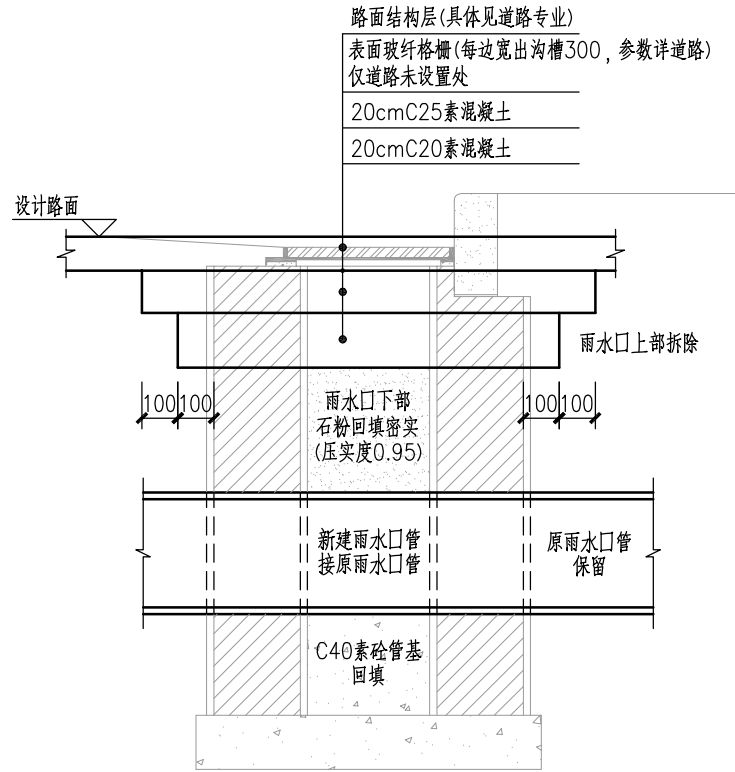 路面结构层(具体见道路专业)
表面玻纤格栅(每边宽出沟槽300，参数详道路)
仅道路未设置处
20cmC25素混凝土
20cmC20素混凝土
设计路面
雨水口上部拆除
100 100
100 100
雨水口下部
石粉回填密实
(压实度0.95)
新建雨水口管
接原雨水口管
原雨水口管
保留
C40素砼管基
回填